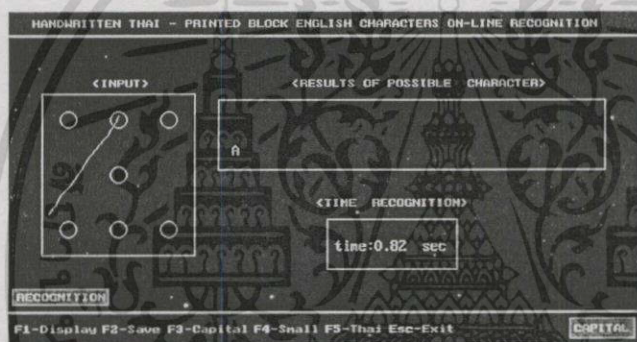 HANDWRITTEN THAI - PRINTED BLOCK ENGLISH CHARACTERS ON-LINE RECOGNITION
<INPUT>
<RESULTS OF POSSIBLE CHARACTER>
A
<TIME RECOGNITION>
time:0.82 sec
RECOGNITION
F1-Display F2-Save F3-Capital F4-Small F5-Thai Esc-Exit
CAPITAL